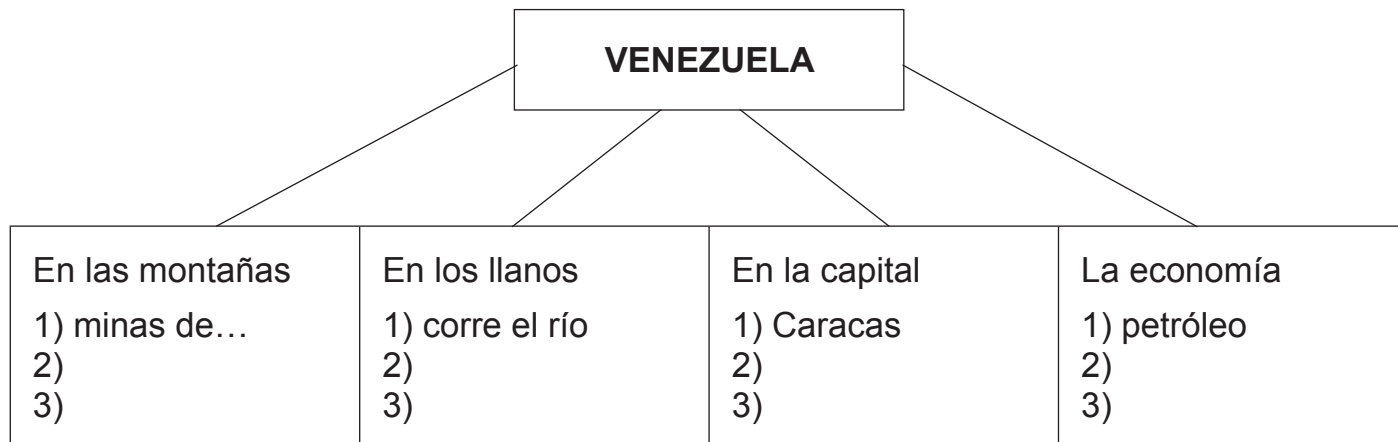 VENEZUELA
En las montañas
1) minas de…
2)
3)
En los llanos
1) corre el río
2)
3)
En la capital
1) Caracas
2)
3)
La economía
1) petróleo
2)
3)